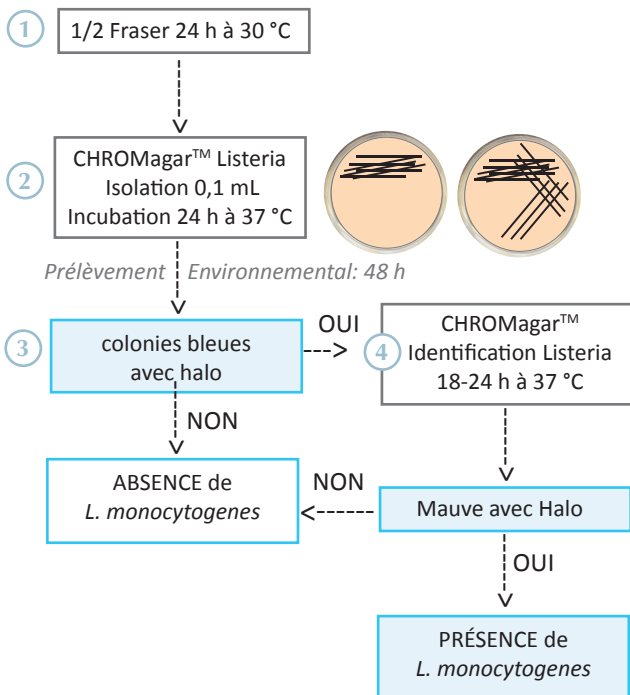 1
1/2 Fraser 24 h à 30 °C
2
CHROMagar™ Listeria
Isolation 0,1 mL
Incubation 24 h à 37 °C
Prélèvement Environnemental: 48 h
3
colonies bleues
avec halo
OUI
4
CHROMagar™
Identification Listeria
18-24 h à 37 °C
NON
ABSENCE de
L. monocytogenes
NON
Mauve avec Halo
OUI
PRÉSENCE de
L. monocytogenes